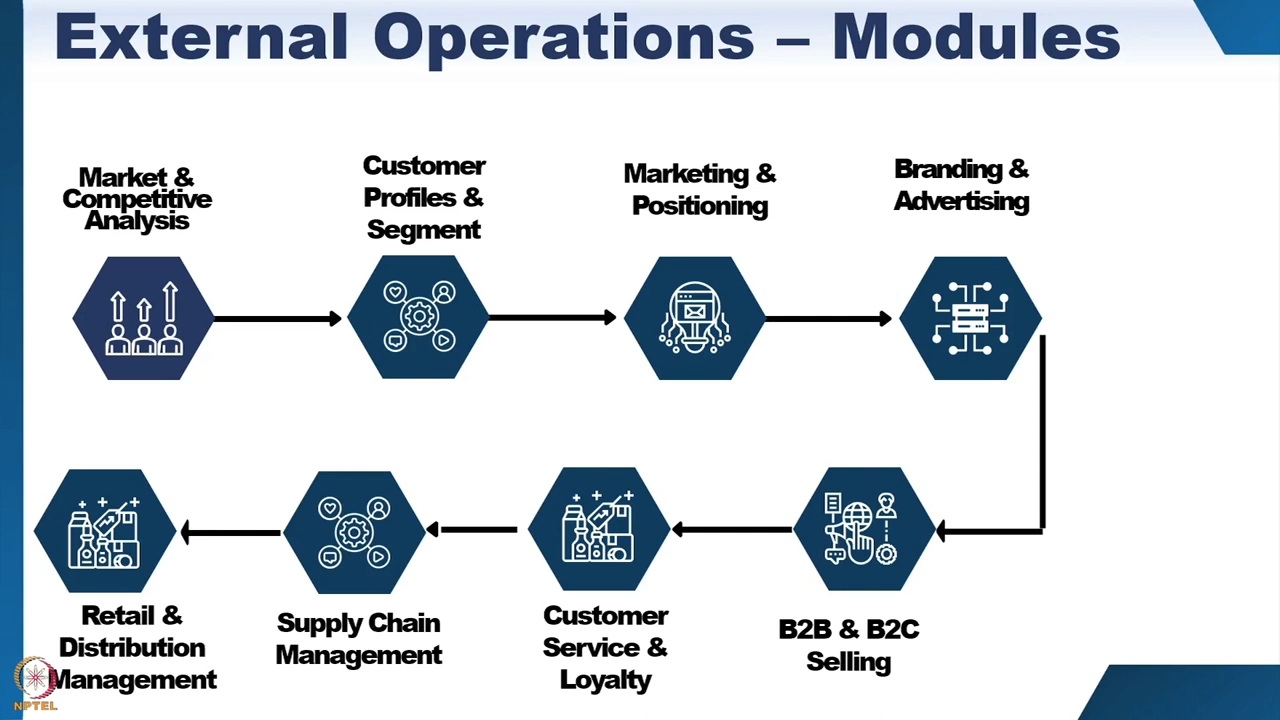 External Operations – Modules
Market &
Competitive
Analysis
Customer
Profiles &
Segment
Marketing &
Positioning
Branding &
Advertising
Retail &
Distribution
Management
Supply Chain
Management
Customer
Service &
Loyalty
B2B & B2C
Selling
NPTEL